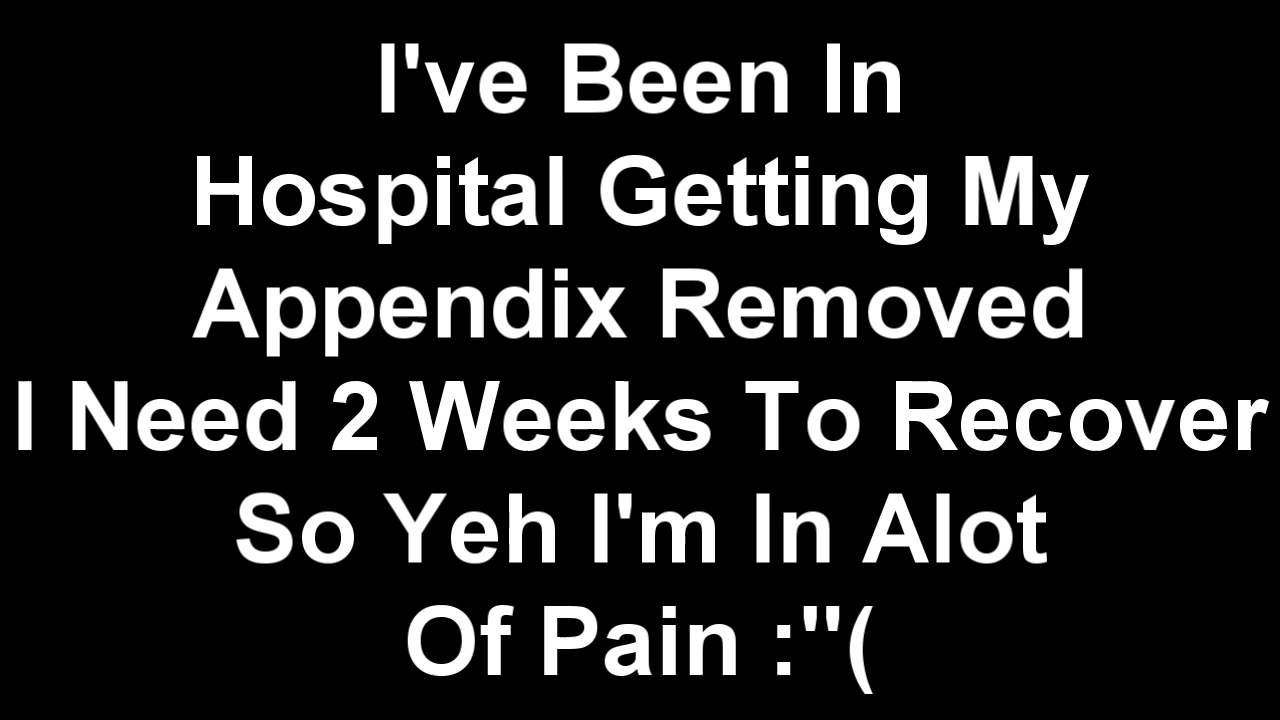 I've Been In
Hospital Getting My
Appendix Removed
I Need 2 Weeks To Recover
So Yeh I'm In Alot
Of Pain :"(